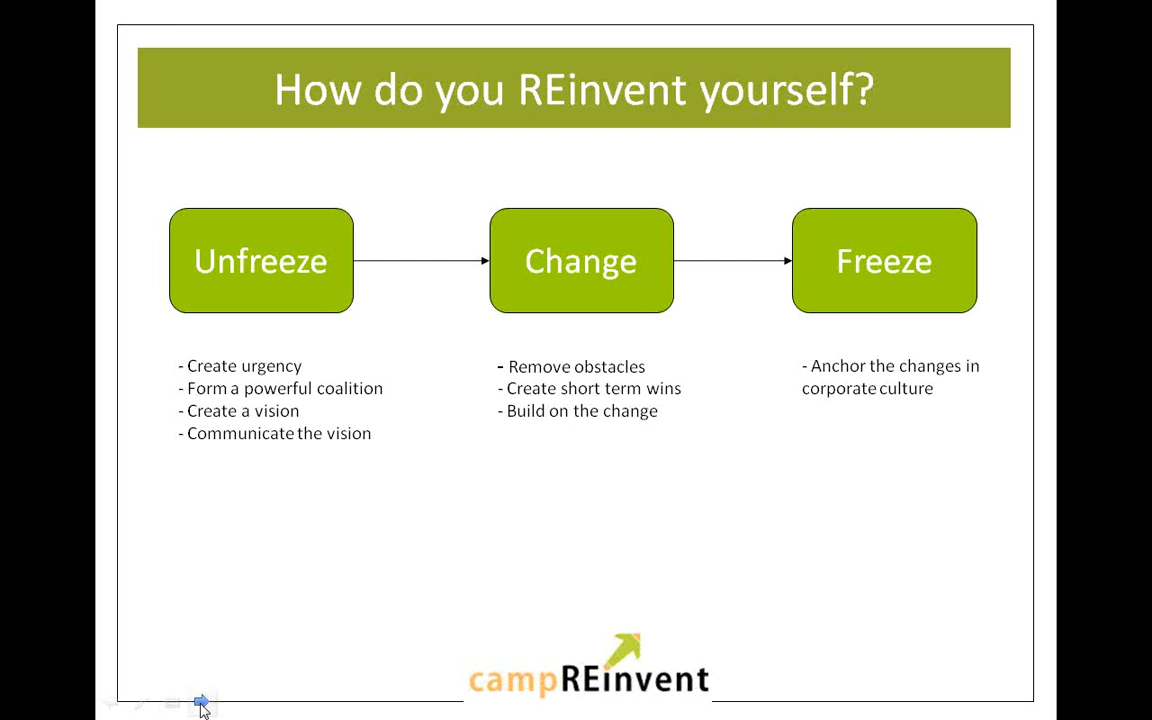 How do you REinvent yourself?
Unfreeze
Change
Freeze
- Create urgency
- Form a powerful coalition
- Create a vision
- Communicate the vision
- Remove obstacles
- Create short term wins
- Build on the change
- Anchor the changes in
corporate culture
campREinvent